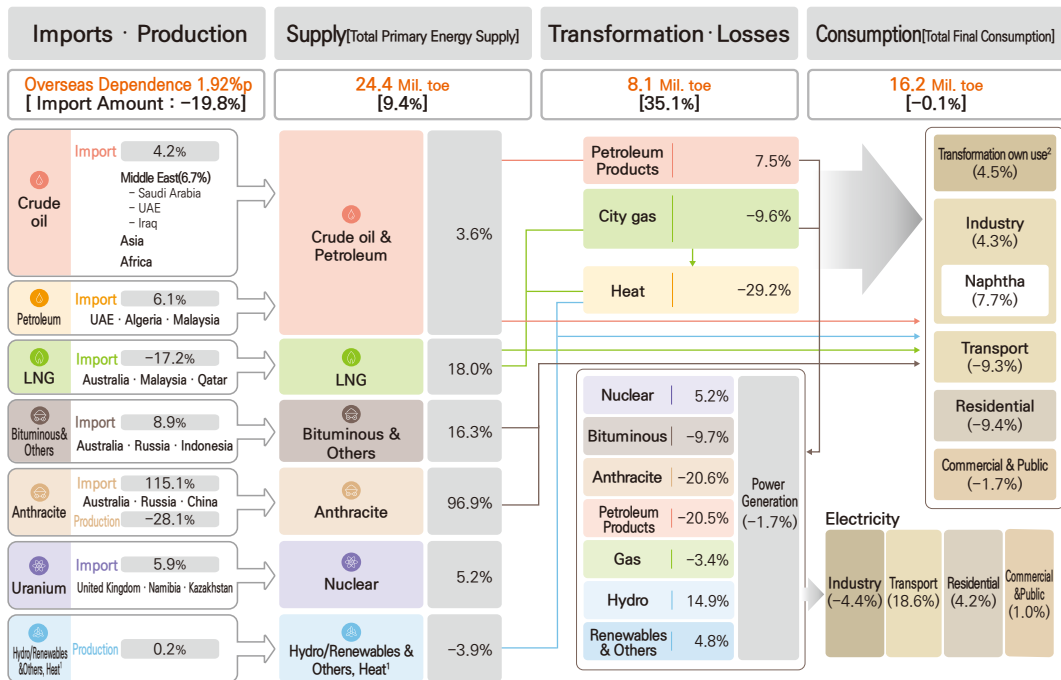 Imports · Production
Supply[Total Primary Energy Supply]
Transformation · Losses
Consumption[Total Final Consumption]
Overseas Dependence 1.92%p
[ Import Amount : −19.8%]
24.4 Mil. toe
[9.4%]
8.1 Mil. toe
[35.1%]
16.2 Mil. toe
[−0.1%]
Crude
oil
Import 4.2%
Middle East(6.7%)
− Saudi Arabia
− UAE
− Iraq
Asia
Africa
Petroleum
Import 6.1%
UAE · Algeria · Malaysia
LNG
Import −17.2%
Australia · Malaysia · Qatar
Bituminous&
Others
Import 8.9%
Australia · Russia · Indonesia
Anthracite
Import 115.1%
Australia · Russia · China
Production −28.1%
Uranium
Import 5.9%
United Kingdom · Namibia · Kazakhstan
Hydro/Renewables
&Others, Heat¹
Production 0.2%
Crude oil &
Petroleum
3.6%
LNG
18.0%
Bituminous &
Others
16.3%
Anthracite
96.9%
Nuclear
5.2%
Hydro/Renewables &
Others, Heat¹
−3.9%
Petroleum
Products
7.5%
City gas
−9.6%
Heat
−29.2%
Nuclear 5.2%
Bituminous −9.7%
Anthracite −20.6%
Petroleum
Products
−20.5%
Gas −3.4%
Hydro 14.9%
Renewables
& Others
4.8%
Power
Generation
(−1.7%)
Transformation own use²
(4.5%)
Industry
(4.3%)
Naphtha
(7.7%)
Transport
(−9.3%)
Residential
(−9.4%)
Commercial & Public
(−1.7%)
Electricity
Industry
(−4.4%)
Transport
(18.6%)
Residential
(4.2%)
Commercial
&Public
(1.0%)